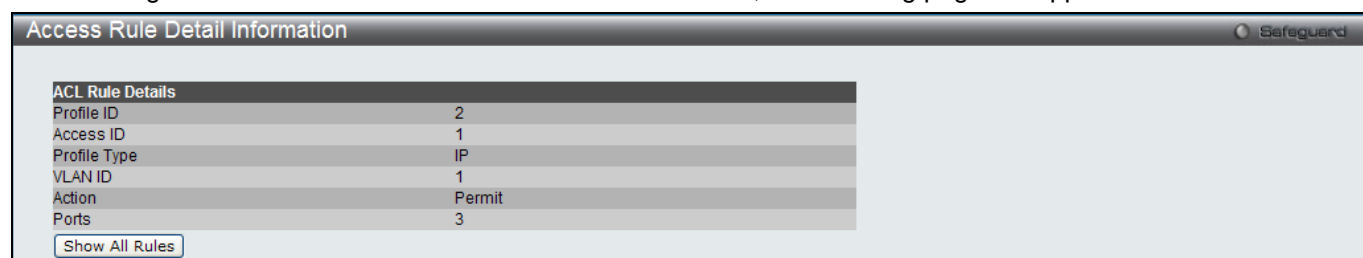 Access Rule Detail Information
Safeguard
ACL Rule Details
Profile ID 2
Access ID 1
Profile Type IP
VLAN ID 1
Action Permit
Ports 3
Show All Rules